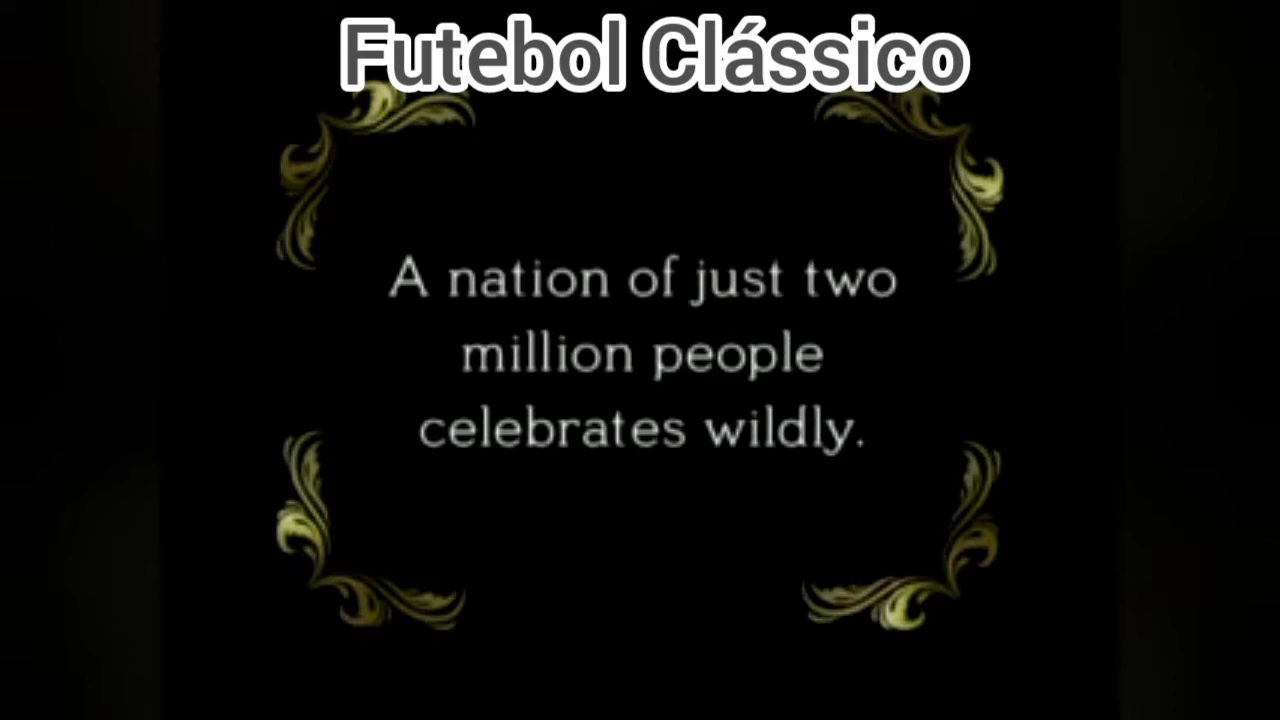 Futebol Clássico
A nation of just two
million people
celebrates wildly.